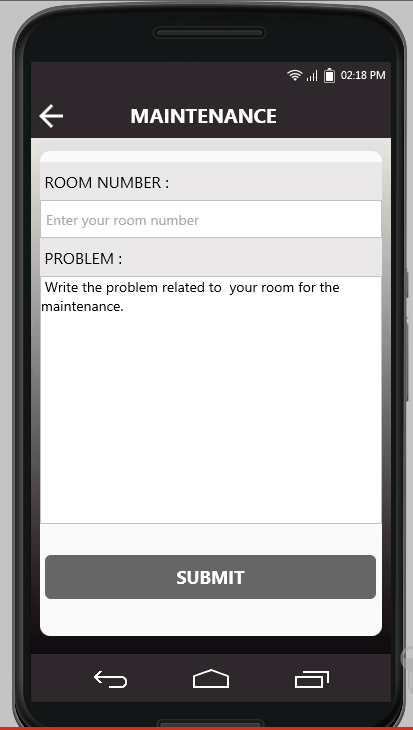 02:18 PM
MAINTENANCE
ROOM NUMBER :
Enter your room number
PROBLEM :
Write the problem related to  your room for the
maintenance.
SUBMIT